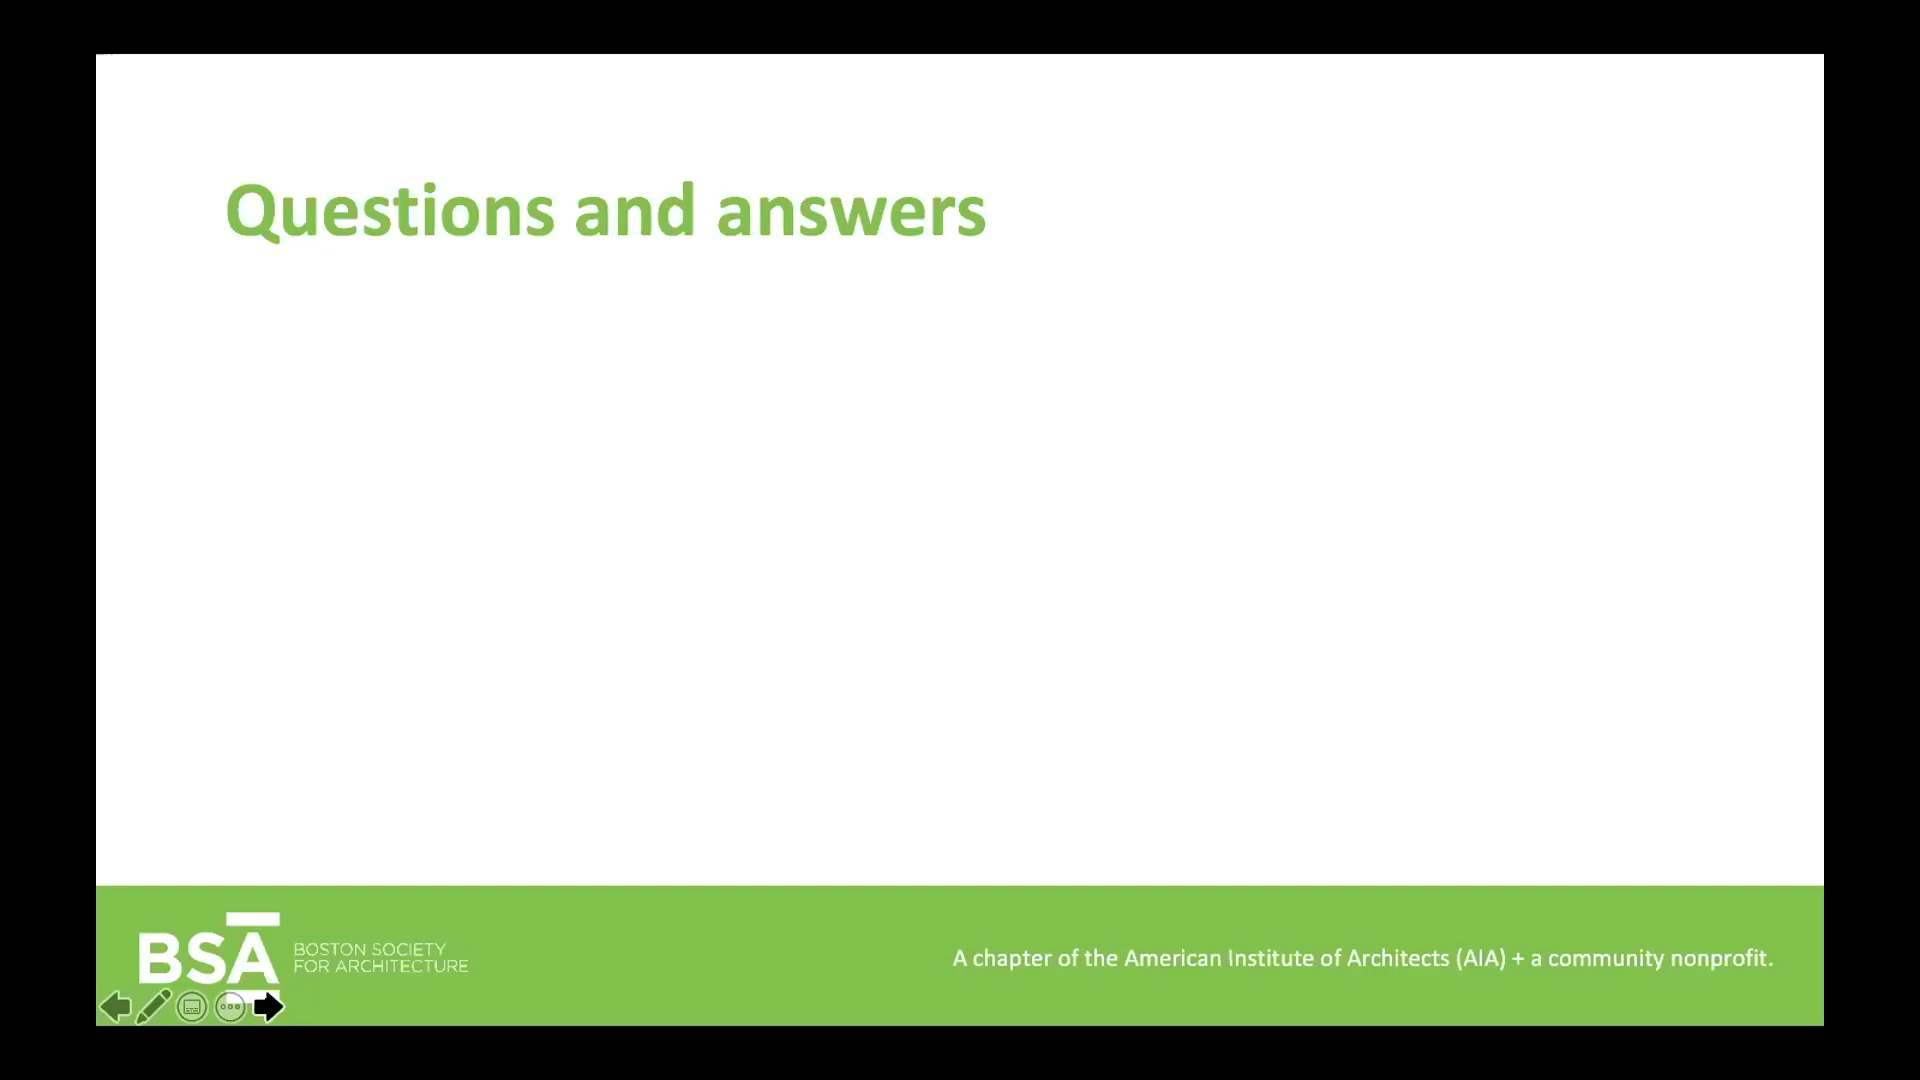 Questions and answers
BSA
BOSTON SOCIETY
FOR ARCHITECTURE
A chapter of the American Institute of Architects (AIA) + a community nonprofit.